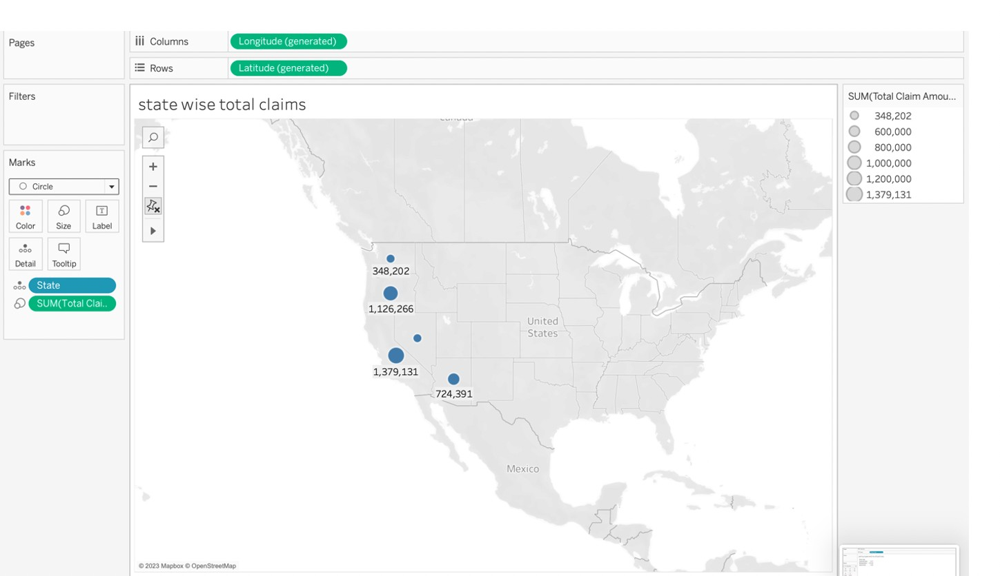 Pages
Columns
Longitude (generated)
Rows
Latitude (generated)
Filters
Marks
Circle
Color
Size
Label
Detail
Tooltip
State
SUM(Total Clai..
state wise total claims
Canada
348,202
1,126,266
United
States
1,379,131
724,391
Mexico
© 2023 Mapbox © OpenStreetMap
SUM(Total Claim Amou...
348,202
600,000
800,000
1,000,000
1,200,000
1,379,131